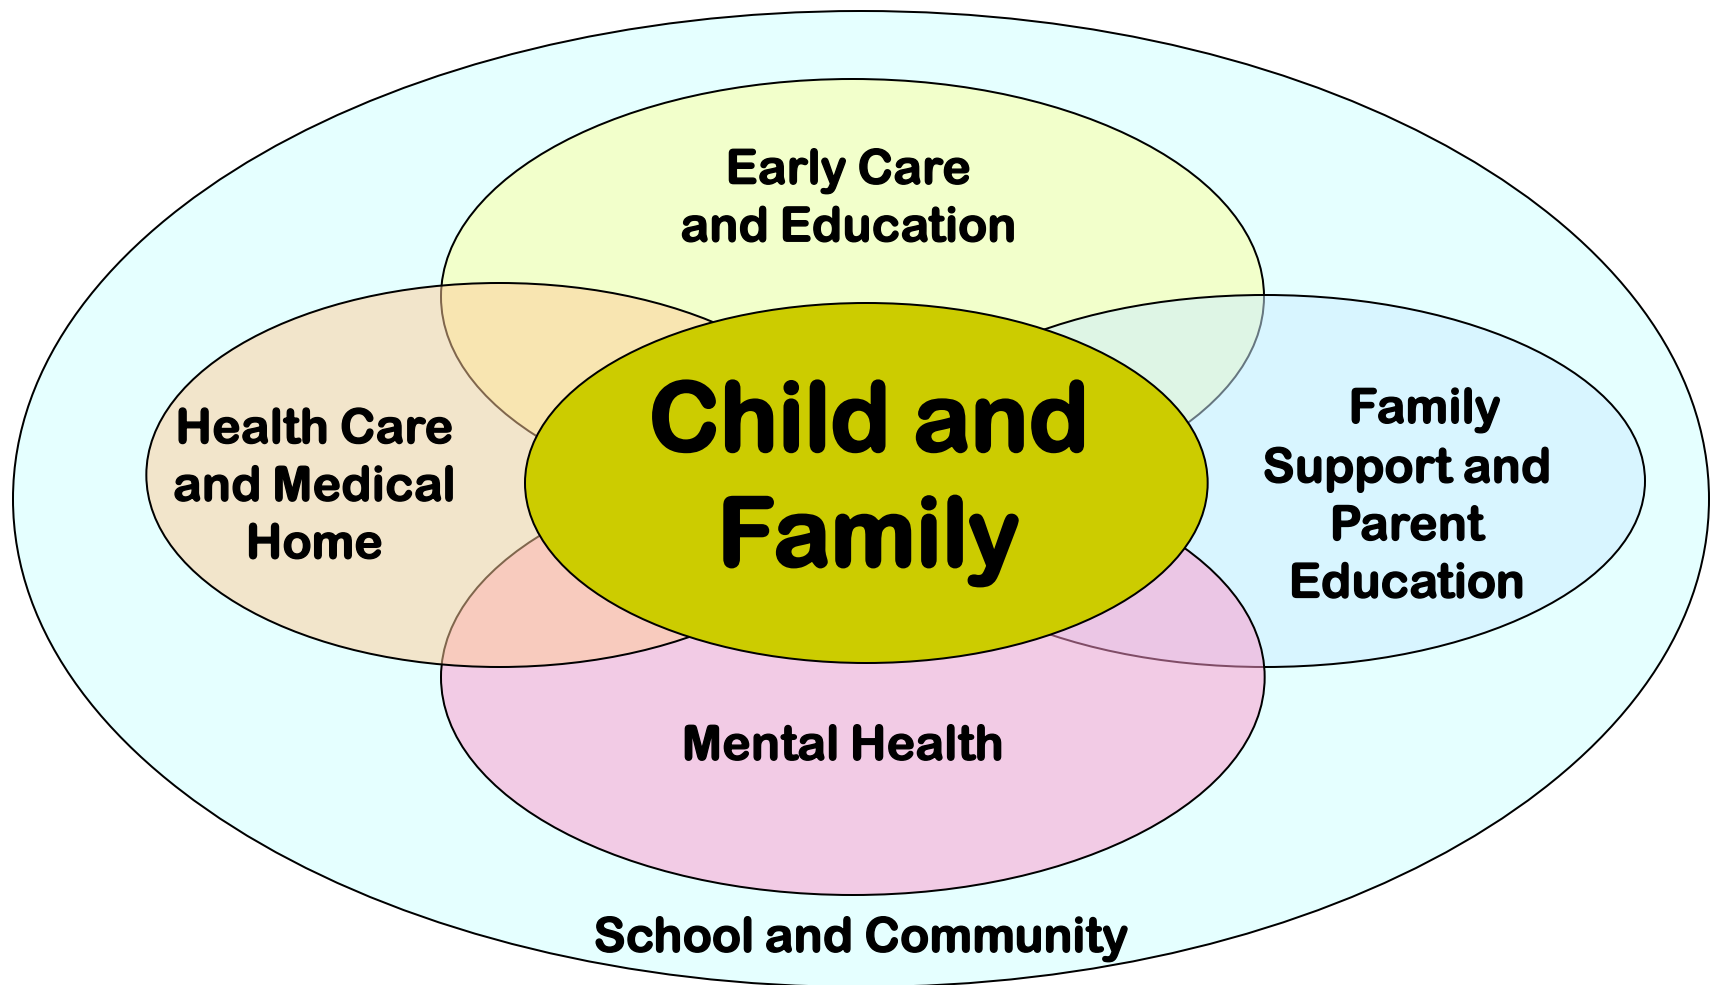 Early Care
and Education
Health Care
and Medical
Home
Child and
Family
Family
Support and
Parent
Education
Mental Health
School and Community